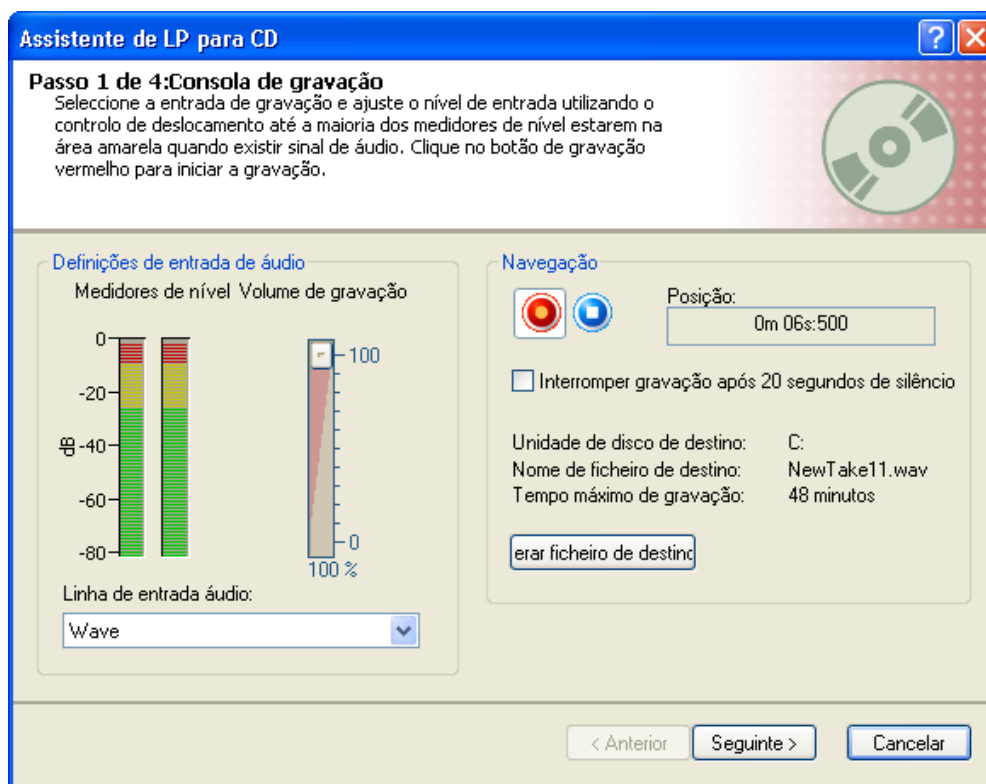 Assistente de LP para CD
Passo 1 de 4:Consola de gravação
Seleccione a entrada de gravação e ajuste o nível de entrada utilizando o
controlo de deslocamento até a maioria dos medidores de nível estarem na
área amarela quando existir sinal de áudio. Clique no botão de gravação
vermelho para iniciar a gravação.
Definições de entrada de áudio
Medidores de nível Volume de gravação
0
-20
dB
-40
-60
-80
100
0
100 %
Linha de entrada áudio:
Wave
Navegação
Posição:
0m 06s:500
Interromper gravação após 20 segundos de silêncio
Unidade de disco de destino: C:
Nome de ficheiro de destino: NewTake11.wav
Tempo máximo de gravação: 48 minutos
erar ficheiro de destino
< Anterior Seguinte > Cancelar